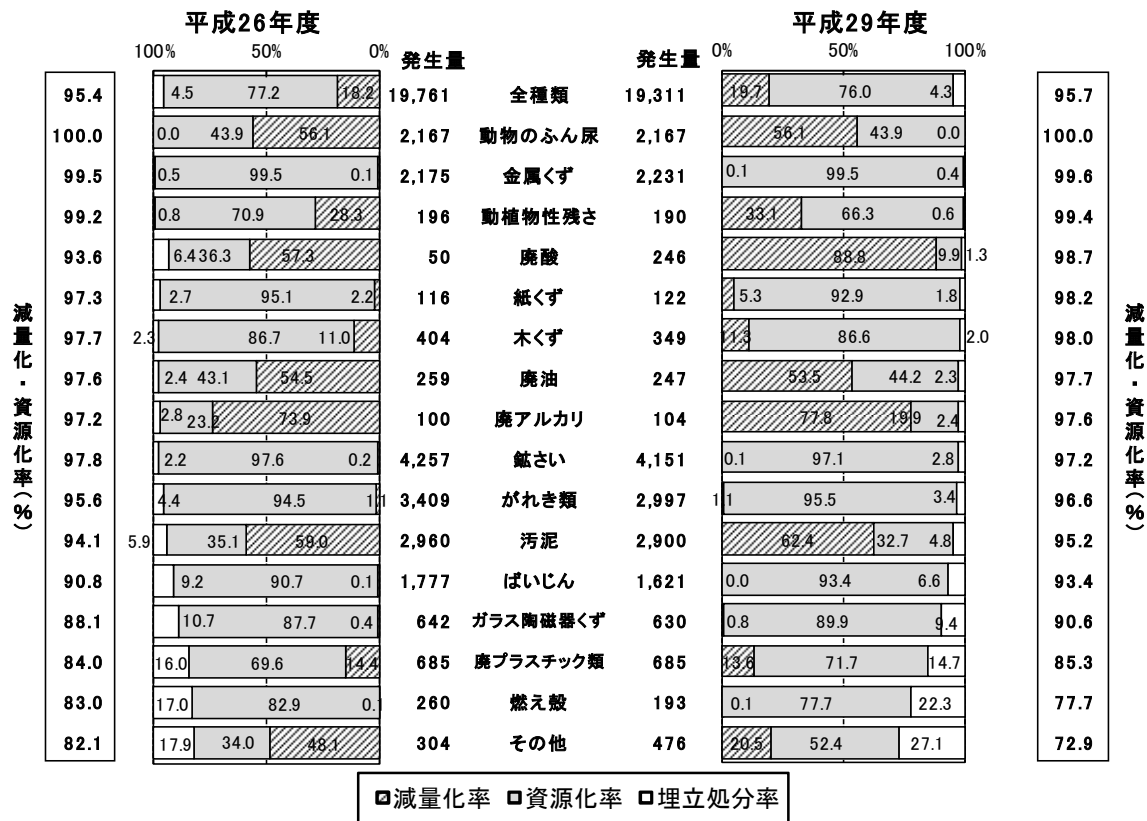 平成26年度 平成29年度
100% 50% 0% 発生量 発生量 0% 50% 100%
95.4 4.5 77.2 18.2 19,761 全種類 19,311 19.7 76.0 4.3 95.7
100.0 0.0 43.9 56.1 2,167 動物のふん尿 2,167 56.1 43.9 0.0 100.0
99.5 0.5 99.5 0.1 2,175 金属くず 2,231 0.1 99.5 0.4 99.6
99.2 0.8 70.9 28.3 196 動植物性残さ 190 33.1 66.3 0.6 99.4
93.6 6.4 36.3 57.3 50 廃酸 246 88.8 9.9 1.3 98.7
97.3 2.7 95.1 2.2 116 紙くず 122 5.3 92.9 1.8 98.2
97.7 2.3 86.7 11.0 404 木くず 349 11.3 86.6 2.0 98.0
97.6 2.4 43.1 54.5 259 廃油 247 53.5 44.2 2.3 97.7
97.2 2.8 23.2 73.9 100 廃アルカリ 104 77.8 19.9 2.4 97.6
97.8 2.2 97.6 0.2 4,257 鉱さい 4,151 0.1 97.1 2.8 97.2
95.6 4.4 94.5 1.1 3,409 がれき類 2,997 1.1 95.5 3.4 96.6
94.1 5.9 35.1 59.0 2,960 汚泥 2,900 62.4 32.7 4.8 95.2
90.8 9.2 90.7 0.1 1,777 ばいじん 1,621 0.0 93.4 6.6 93.4
88.1 10.7 87.7 0.4 642 ガラス陶磁器くず 630 0.8 89.9 9.4 90.6
84.0 16.0 69.6 14.4 685 廃プラスチック類 685 13.6 71.7 14.7 85.3
83.0 17.0 82.9 0.1 260 燃え殻 193 0.1 77.7 22.3 77.7
82.1 17.9 34.0 48.1 304 その他 476 20.5 52.4 27.1 72.9
減量化・資源化率(%)
減量化・資源化率(%)
減量化率 資源化率 埋立処分率